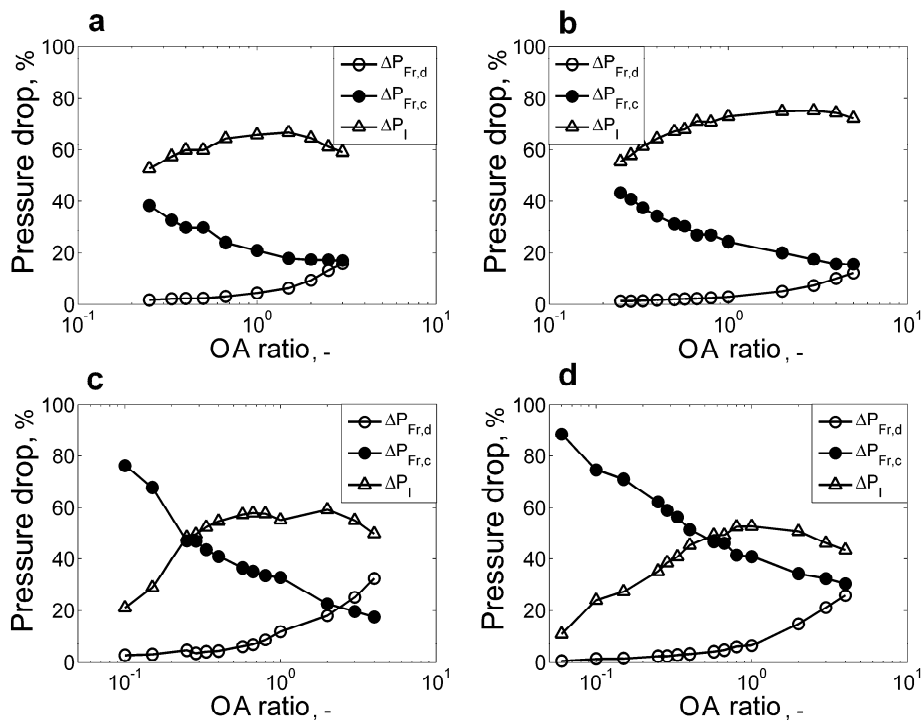 a
100
80
60
40
20
0
Pressure drop, %
ΔP_Fr,d
ΔP_Fr,c
ΔP_I
10^-1
10^0
10^1
OA ratio, -
b
100
80
60
40
20
0
Pressure drop, %
ΔP_Fr,d
ΔP_Fr,c
ΔP_I
10^-1
10^0
10^1
OA ratio, -
c
100
80
60
40
20
0
Pressure drop, %
ΔP_Fr,d
ΔP_Fr,c
ΔP_I
10^-1
10^0
10^1
OA ratio, -
d
100
80
60
40
20
0
Pressure drop, %
ΔP_Fr,d
ΔP_Fr,c
ΔP_I
10^-1
10^0
10^1
OA ratio, -